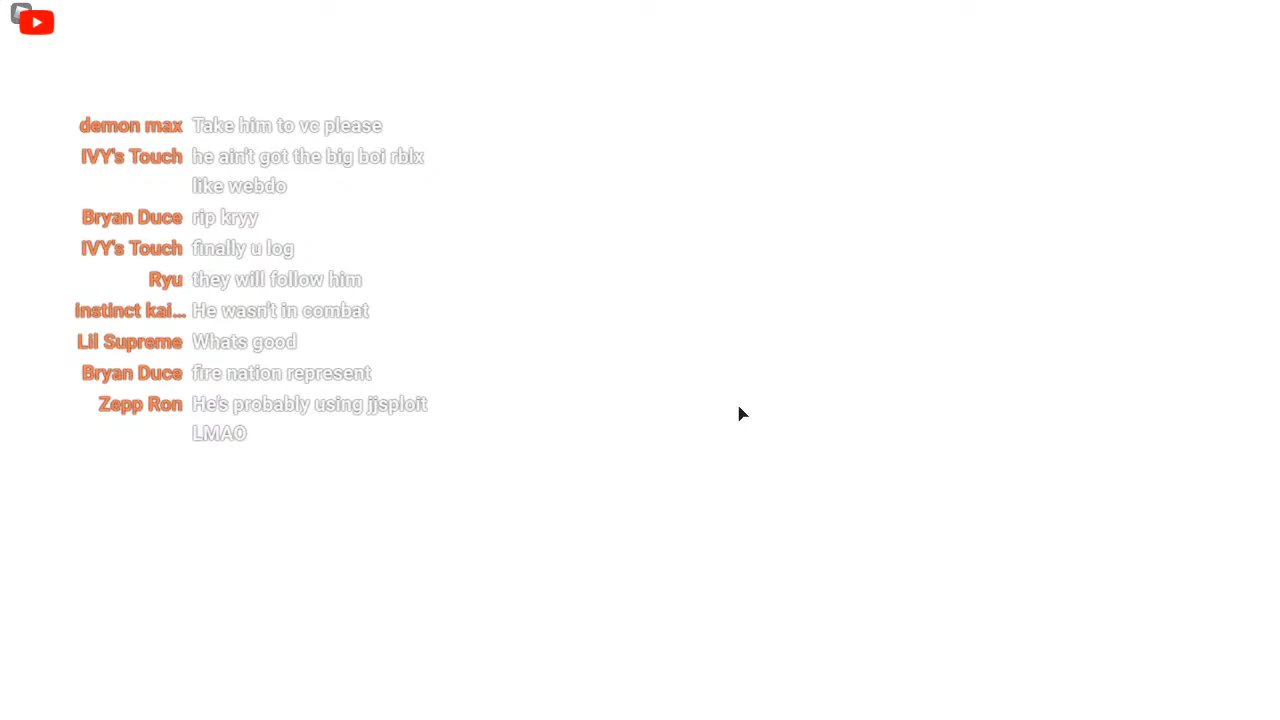 demon max Take him to vc please
IVY's Touch he ain't got the big boi rblx
like webdo
Bryan Duce rip kryy
IVY's Touch finally u log
Ryu they will follow him
instinct kai... He wasn't in combat
Lil Supreme Whats good
Bryan Duce fire nation represent
Zepp Ron He's probably using jjsploit
LMAO